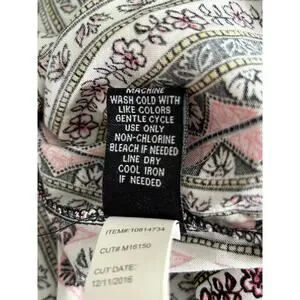 MACHINE
WASH COLD WITH
LIKE COLORS
GENTLE CYCLE
USE ONLY
NON-CHLORINE
BLEACH IF NEEDED
LINE DRY
COOL IRON
IF NEEDED
ITEM#:10814734
CUT# M16150
CUT DATE:
12/11/2016